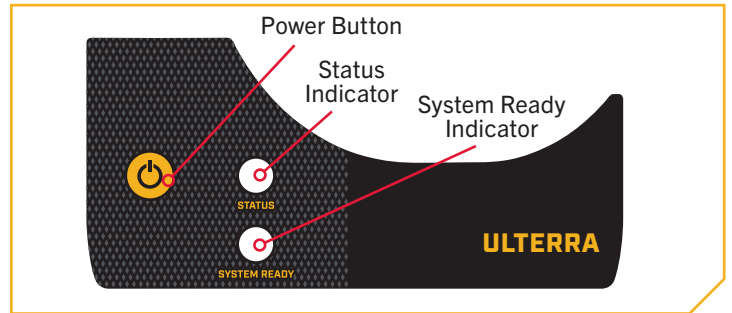 Power Button
Status
Indicator
System Ready
Indicator
STATUS
SYSTEM READY
ULTERRA